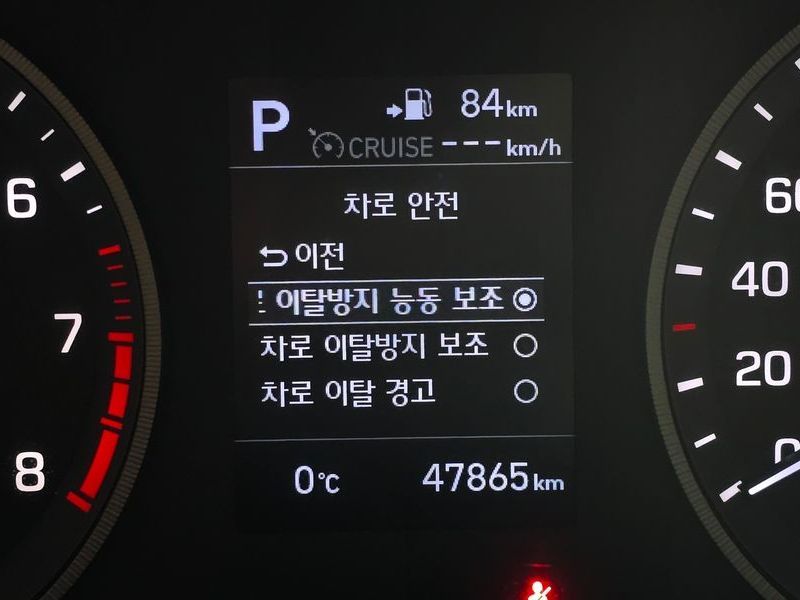 P
84km
CRUISE ---km/h
차로 안전
이전
이탈방지 능동 보조
차로 이탈방지 보조
차로 이탈 경고
0℃ 47865km
6
7
8
60
40
20
0